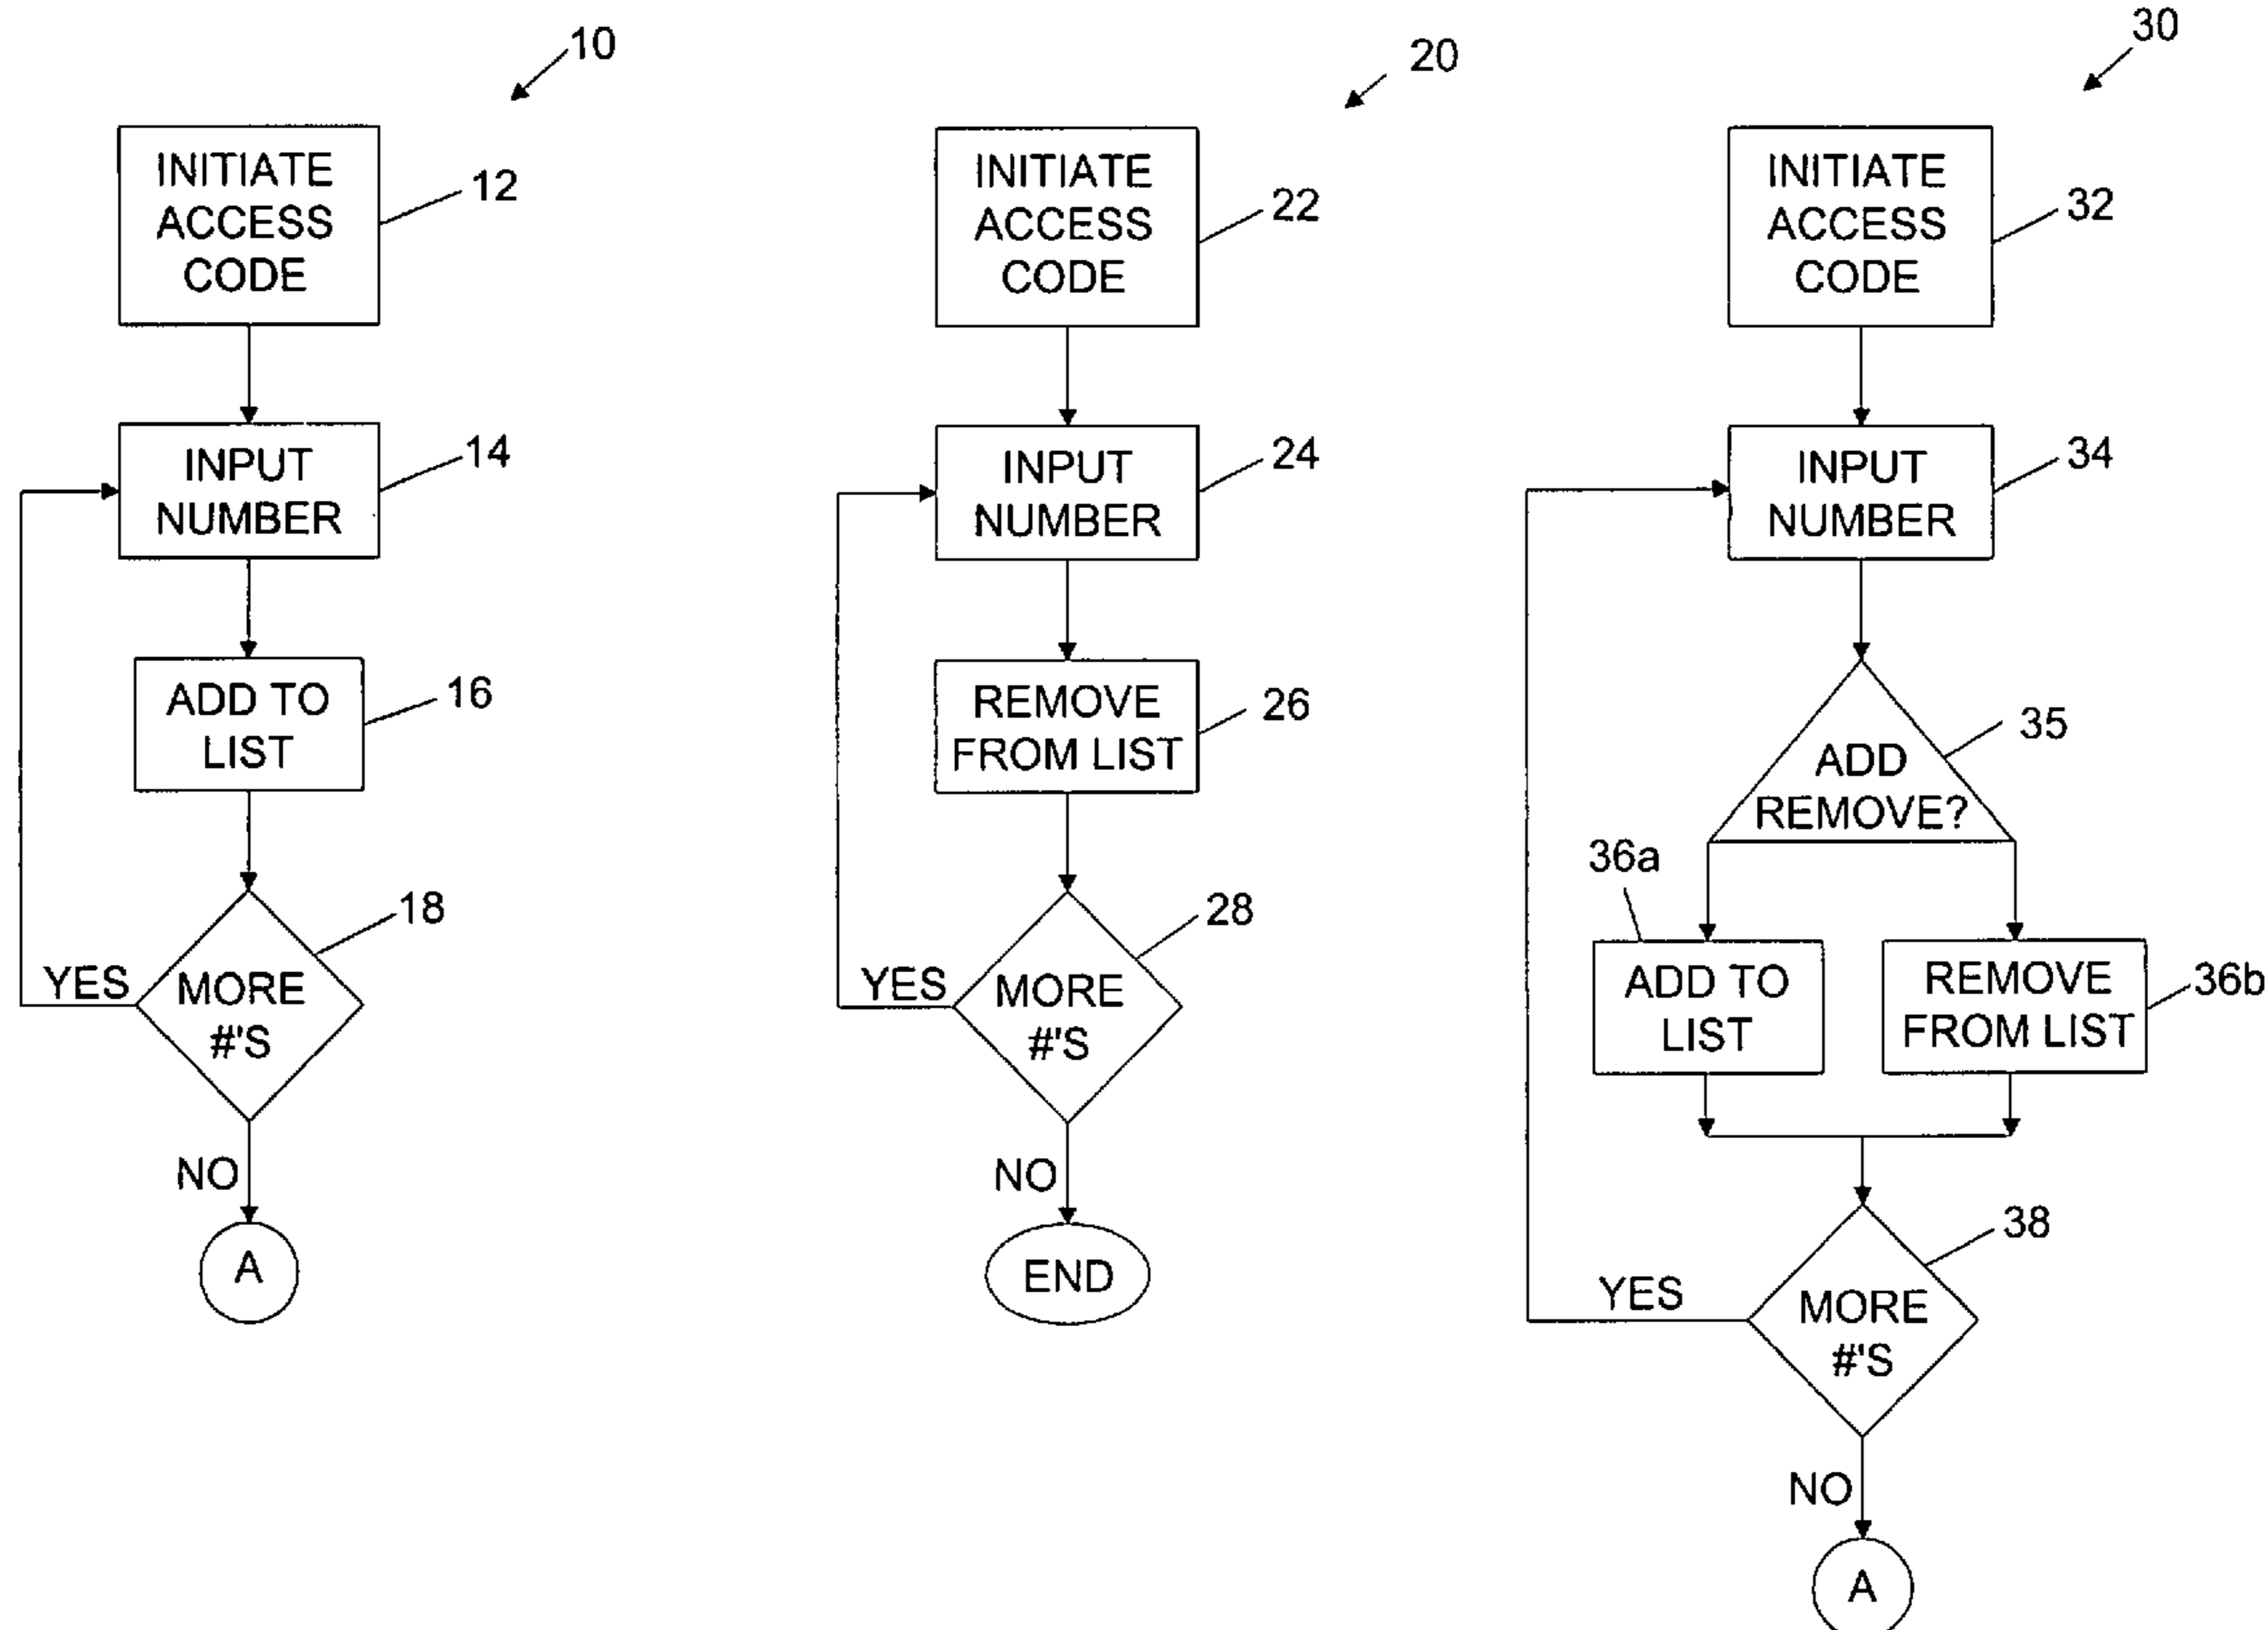 10
INITIATE
ACCESS
CODE
12
INPUT
NUMBER
14
ADD TO
LIST
16
MORE
#'S
18
YES
NO
A
20
INITIATE
ACCESS
CODE
22
INPUT
NUMBER
24
REMOVE
FROM LIST
26
MORE
#'S
28
YES
NO
END
30
INITIATE
ACCESS
CODE
32
INPUT
NUMBER
34
ADD
REMOVE?
35
36a
ADD TO
LIST
REMOVE
FROM LIST
36b
MORE
#'S
38
YES
NO
A